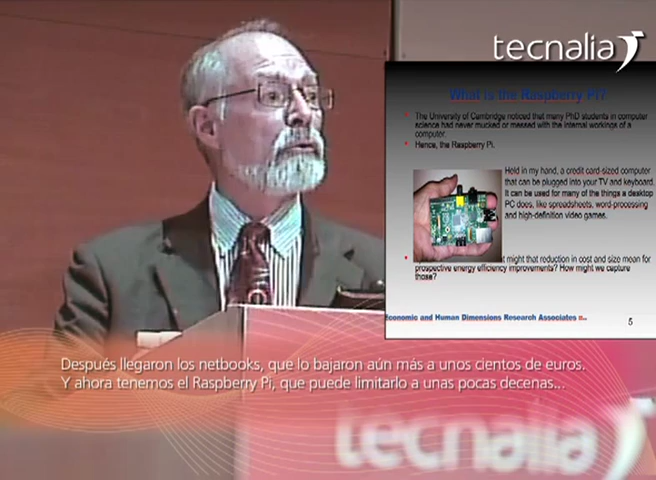 tecnalia
What is the Raspberry Pi?
The University of Cambridge noticed that many PhD students in computer
science had never mucked or messed with the internal workings of a
computer.
Hence, the Raspberry Pi.
Held in my hand, a credit card-sized computer
that can be plugged into your TV and keyboard.
It can be used for many of the things a desktop
PC does, like spreadsheets, word-processing
and high-definition video games.
t might that reduction in cost and size mean for
prospective energy efficiency improvements? How might we capture
those?
Economic and Human Dimensions Research Associates
5
Después llegaron los netbooks, que lo bajaron aún más a unos cientos de euros.
Y ahora tenemos el Raspberry Pi, que puede limitarlo a unas pocas decenas...
tecnalia